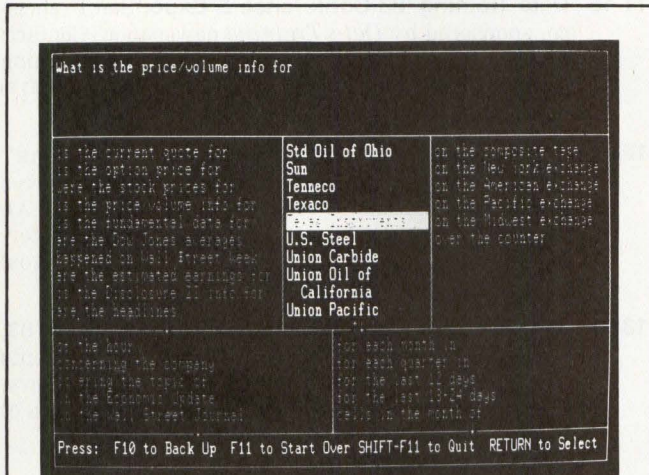 What is the price/volume info for
is the current quote for
is the option price for
were the stock prices for
is the price/volume info for
is the fundamental data for
are the Dow Jones averages
happened on Wall Street Week
are the estimated earnings for
is the Disclosure II info for
are the headlines
Std Oil of Ohio
Sun
Tenneco
Texaco
Texas Instruments
U.S. Steel
Union Carbide
Union Oil of
California
Union Pacific
on the composite tape
on the New York exchange
on the American exchange
on the Pacific exchange
on the Midwest exchange
over the counter
on the hour
concerning the company
covering the topic of
in the Economic Update
in the Wall Street Journal
for each month in
for each quarter in
for the last 12 days
for the last 13-24 days
calls in the month of
Press: F10 to Back Up F11 to Start Over SHIFT-F11 to Quit RETURN to Select